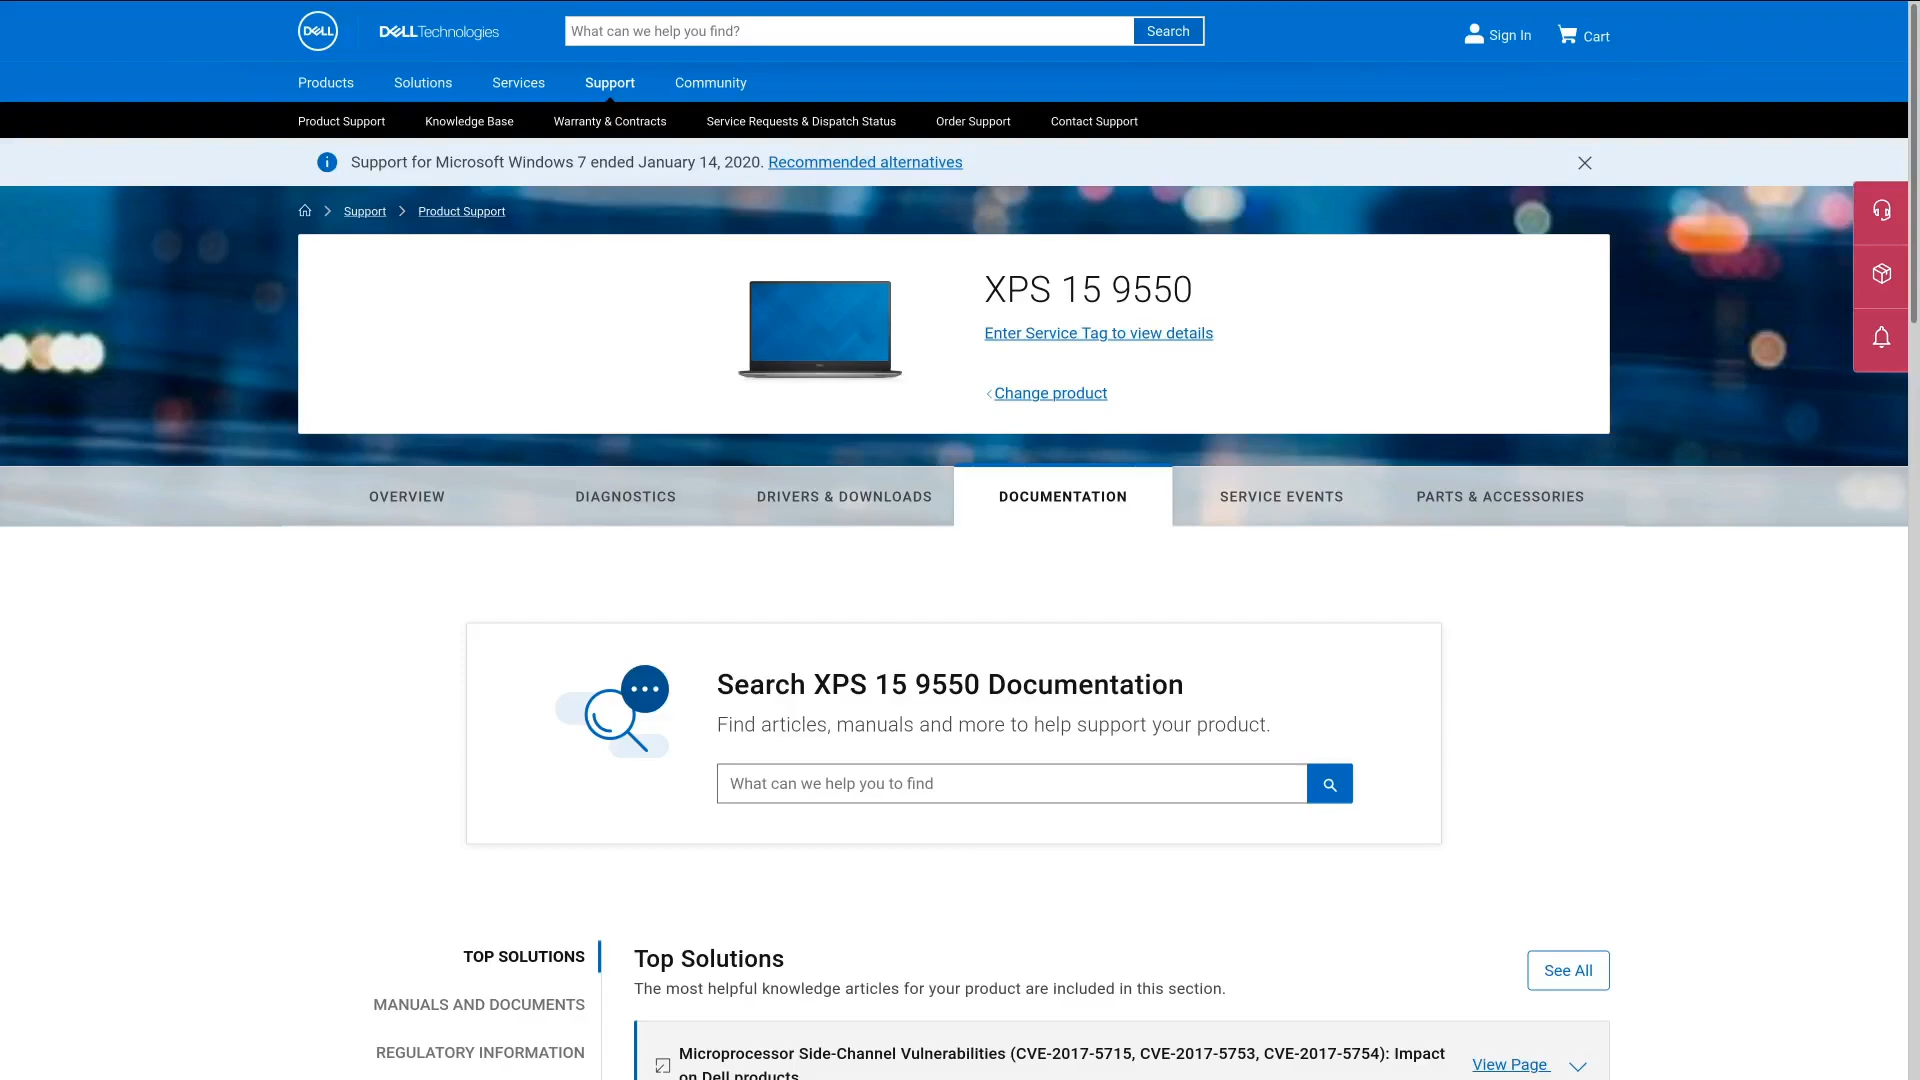 DELL
DELLTechnologies
What can we help you find?
Search
Sign In
Cart
Products
Solutions
Services
Support
Community
Product Support
Knowledge Base
Warranty & Contracts
Service Requests & Dispatch Status
Order Support
Contact Support
Support for Microsoft Windows 7 ended January 14, 2020. Recommended alternatives
Support
Product Support
XPS 15 9550
Enter Service Tag to view details
Change product
OVERVIEW
DIAGNOSTICS
DRIVERS & DOWNLOADS
DOCUMENTATION
SERVICE EVENTS
PARTS & ACCESSORIES
Search XPS 15 9550 Documentation
Find articles, manuals and more to help support your product.
What can we help you to find
TOP SOLUTIONS
MANUALS AND DOCUMENTS
REGULATORY INFORMATION
Top Solutions
The most helpful knowledge articles for your product are included in this section.
See All
Microprocessor Side-Channel Vulnerabilities (CVE-2017-5715, CVE-2017-5753, CVE-2017-5754): Impact
on Dell products
View Page